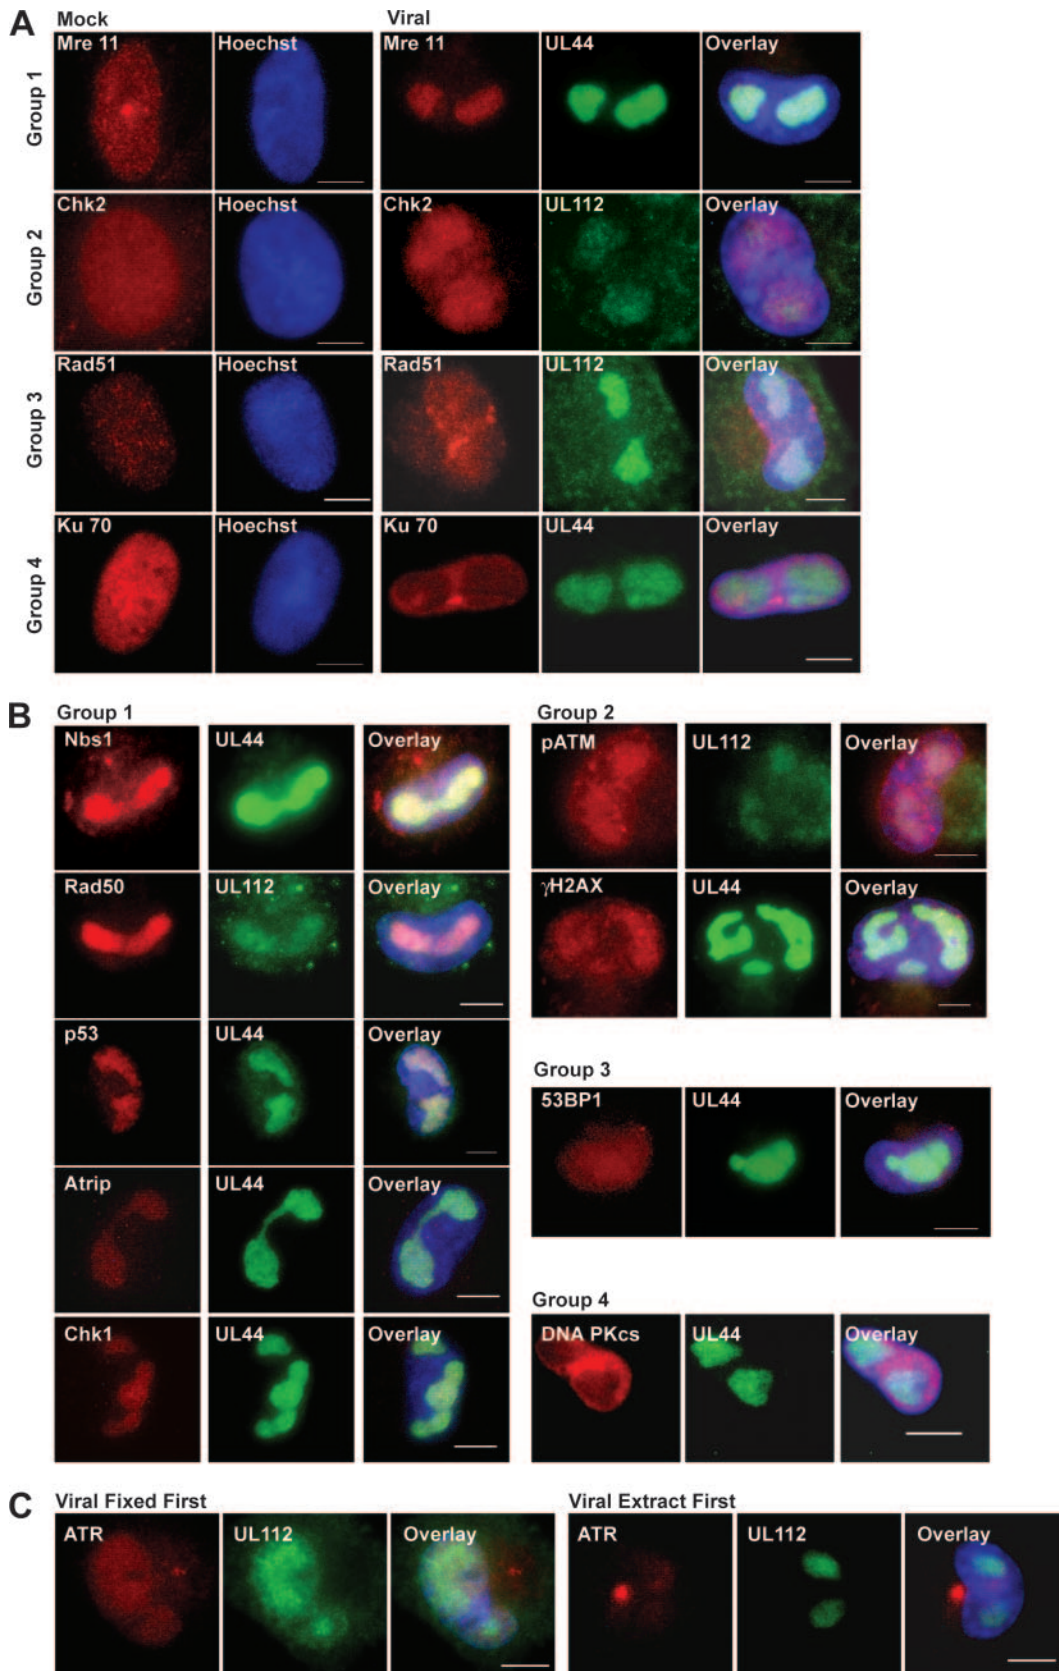 A
Mock
Viral
Group 1
Mre 11
Hoechst
Mre 11
UL44
Overlay
Group 2
Chk2
Hoechst
Chk2
UL112
Overlay
Group 3
Rad51
Hoechst
Rad51
UL112
Overlay
Group 4
Ku 70
Hoechst
Ku 70
UL44
Overlay
B
Group 1
Nbs1
UL44
Overlay
Rad50
UL112
Overlay
p53
UL44
Overlay
Atrip
UL44
Overlay
Chk1
UL44
Overlay
Group 2
pATM
UL112
Overlay
γH2AX
UL44
Overlay
Group 3
53BP1
UL44
Overlay
Group 4
DNA PKcs
UL44
Overlay
C
Viral Fixed First
ATR
UL112
Overlay
Viral Extract First
ATR
UL112
Overlay